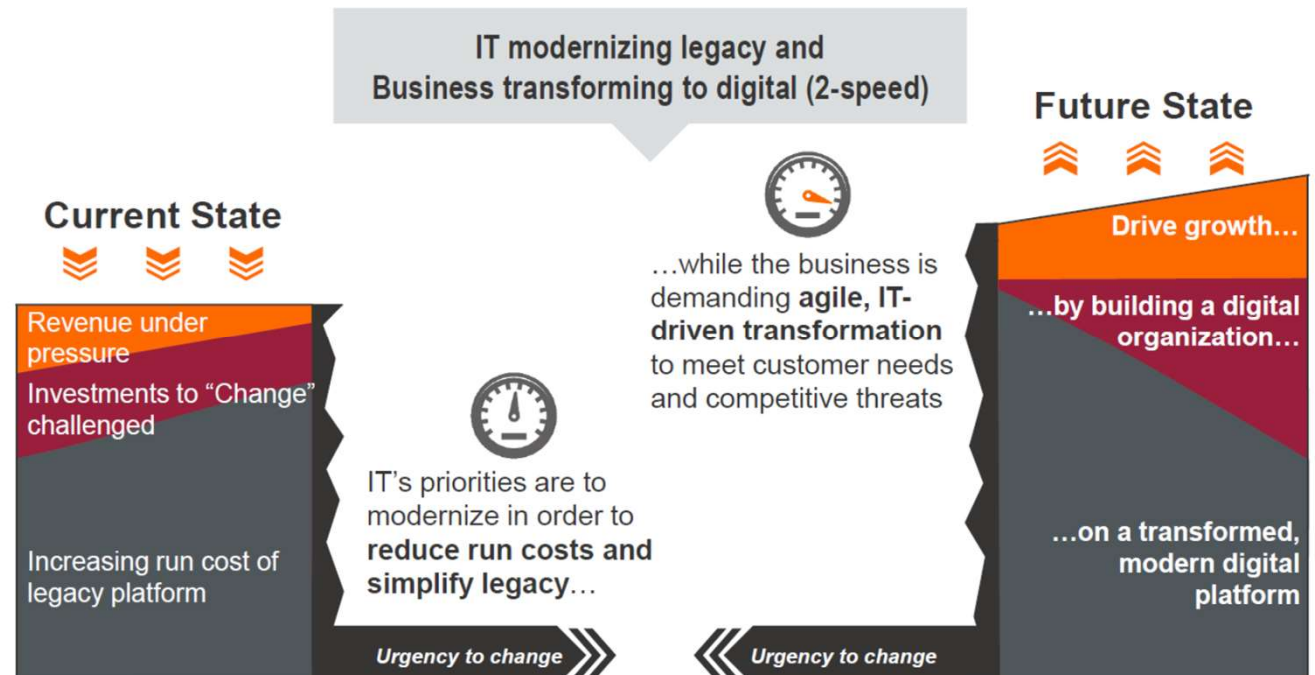 IT modernizing legacy and
Business transforming to digital (2-speed)
Current State
Revenue under
pressure
Investments to “Change”
challenged
Increasing run cost of
legacy platform
IT’s priorities are to
modernize in order to
reduce run costs and
simplify legacy…
Urgency to change
…while the business is
demanding agile, IT-
driven transformation
to meet customer needs
and competitive threats
Urgency to change
Future State
Drive growth…
…by building a digital
organization…
…on a transformed,
modern digital
platform